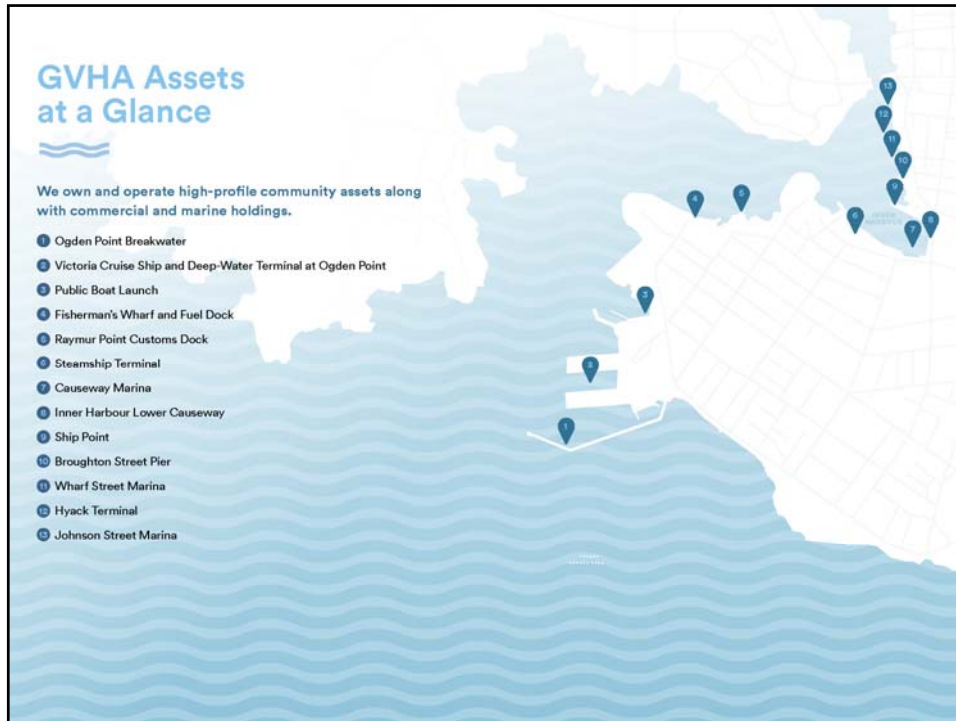 GVHA Assets
at a Glance
We own and operate high-profile community assets along
with commercial and marine holdings.
1 Ogden Point Breakwater
2 Victoria Cruise Ship and Deep-Water Terminal at Ogden Point
3 Public Boat Launch
4 Fisherman's Wharf and Fuel Dock
5 Raymur Point Customs Dock
6 Steamship Terminal
7 Causeway Marina
8 Inner Harbour Lower Causeway
9 Ship Point
10 Broughton Street Pier
11 Wharf Street Marina
12 Hyack Terminal
13 Johnson Street Marina
13
12
11
10
9
8
7
6
5
4
3
2
1